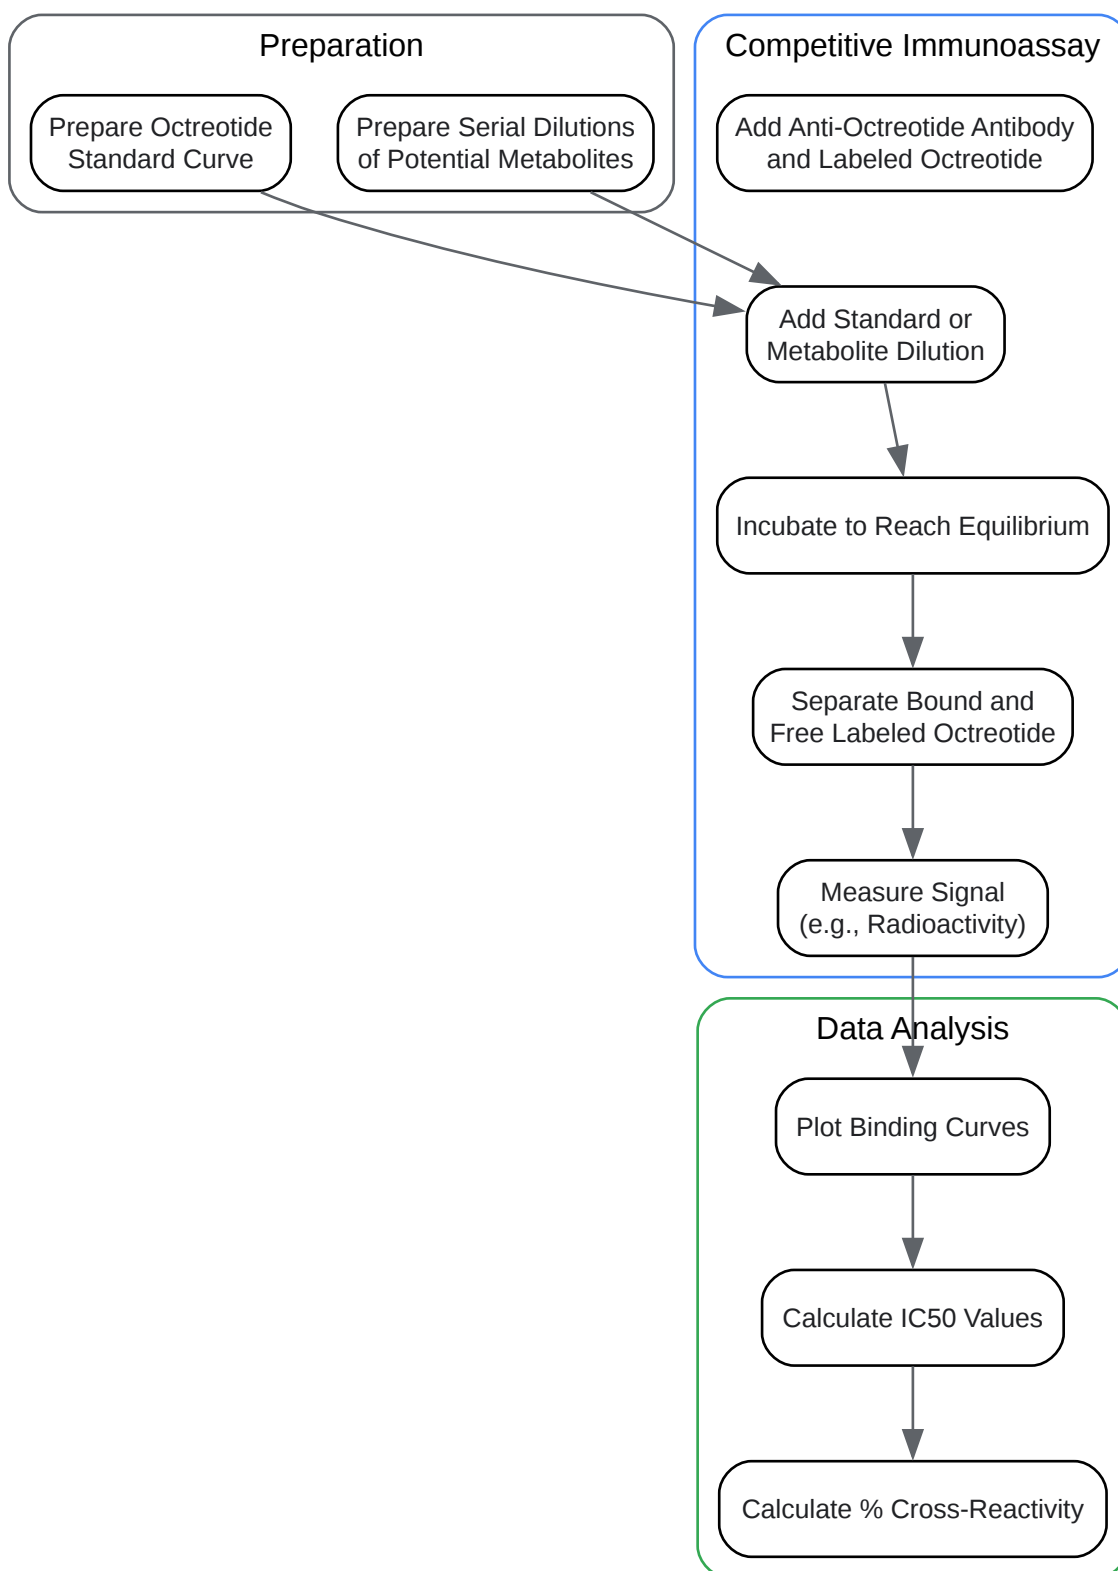 Preparation
Prepare Octreotide
Standard Curve
Prepare Serial Dilutions
of Potential Metabolites
Competitive Immunoassay
Add Anti-Octreotide Antibody
and Labeled Octreotide
Add Standard or
Metabolite Dilution
Incubate to Reach Equilibrium
Separate Bound and
Free Labeled Octreotide
Measure Signal
(e.g., Radioactivity)
Data Analysis
Plot Binding Curves
Calculate IC50 Values
Calculate % Cross-Reactivity